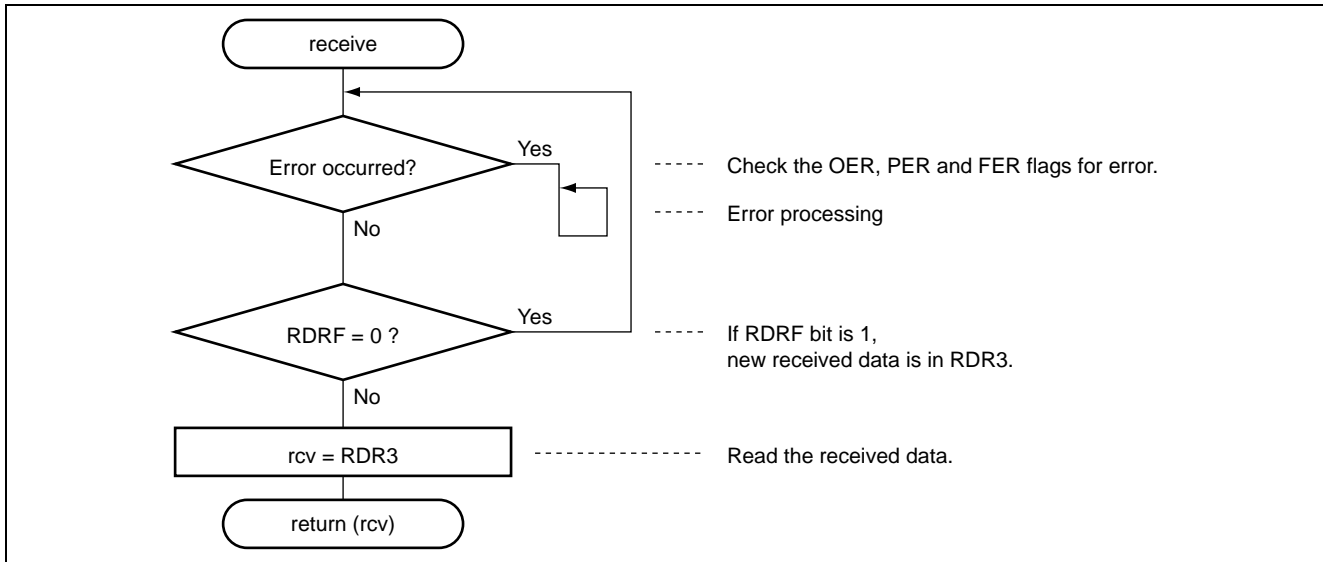 receive
Error occurred?
Yes
Check the OER, PER and FER flags for error.
Error processing
No
RDRF = 0 ?
Yes
If RDRF bit is 1,
new received data is in RDR3.
No
rcv = RDR3
Read the received data.
return (rcv)